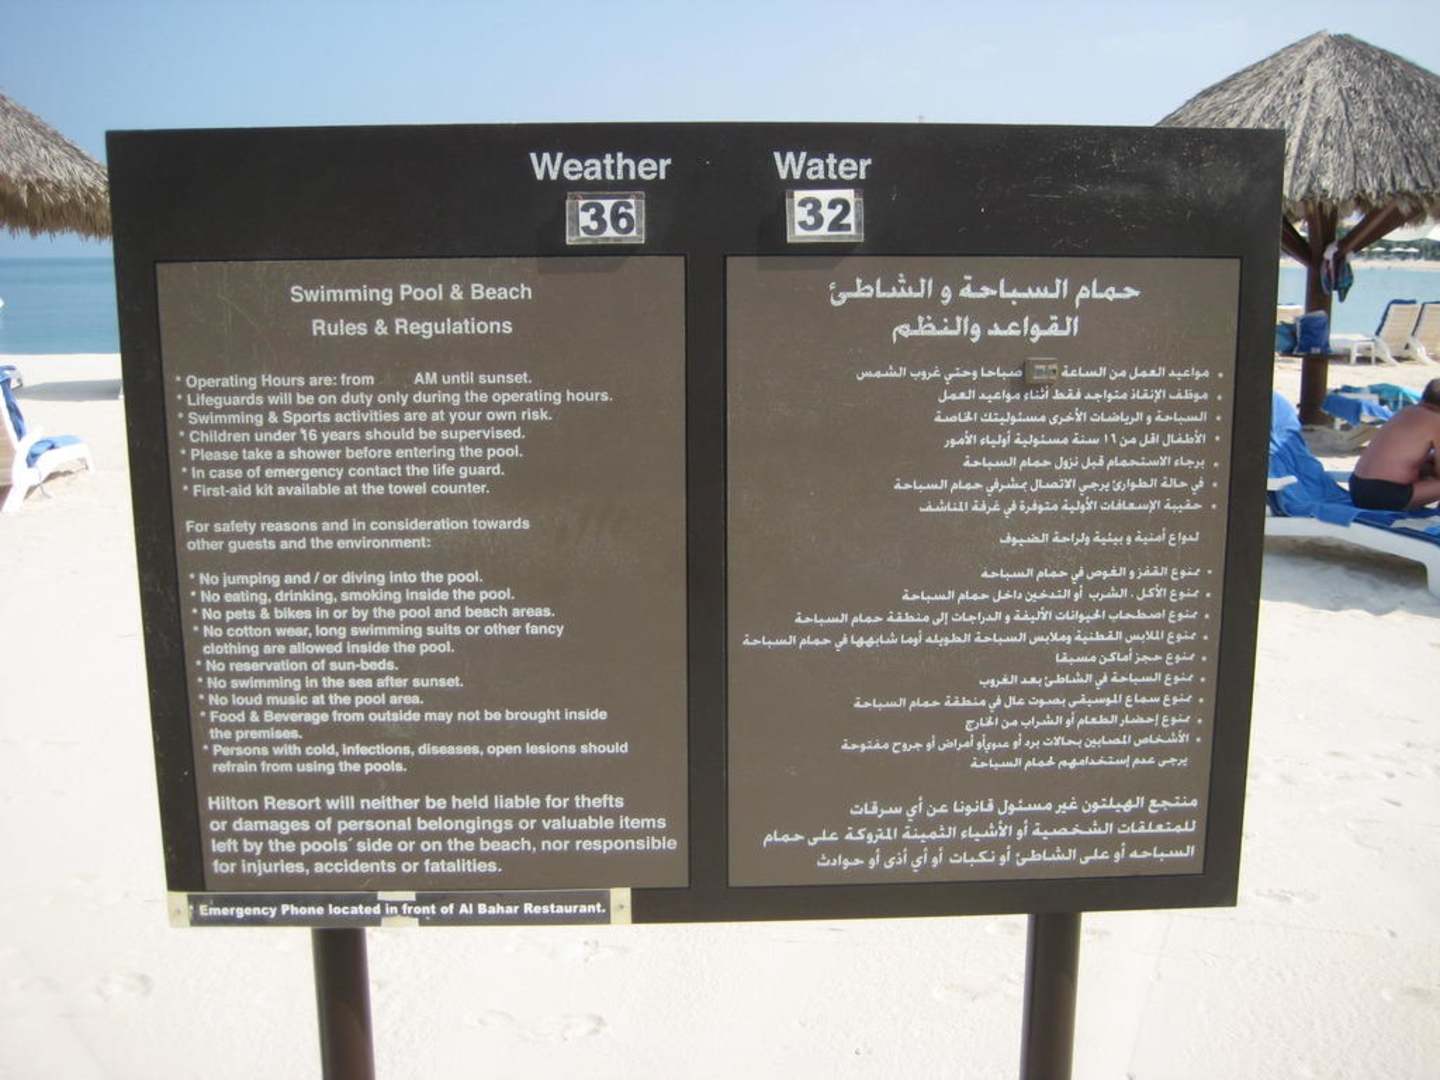 Weather
Water
36
32
Swimming Pool & Beach
Rules & Regulations
* Operating Hours are: from AM until sunset.
* Lifeguards will be on duty only during the operating hours.
* Swimming & Sports activities are at your own risk.
* Children under 16 years should be supervised.
* Please take a shower before entering the pool.
* In case of emergency contact the life guard.
* First-aid kit available at the towel counter.
For safety reasons and in consideration towards
other guests and the environment:
* No jumping and / or diving into the pool.
* No eating, drinking, smoking inside the pool.
* No pets & bikes in or by the pool and beach areas.
* No cotton wear, long swimming suits or other fancy
clothing are allowed inside the pool.
* No reservation of sun-beds.
* No swimming in the sea after sunset.
* No loud music at the pool area.
* Food & Beverage from outside may not be brought inside
the premises.
* Persons with cold, infections, diseases, open lesions should
refrain from using the pools.
Hilton Resort will neither be held liable for thefts
or damages of personal belongings or valuable items
left by the pools' side or on the beach, nor responsible
for injuries, accidents or fatalities.
* Emergency Phone located in front of Al Bahar Restaurant.
حمام السباحة و الشاطئ
القواعد والنظم
• مواعيد العمل من الساعة صباحا وحتي غروب الشمس
• موظف الإنقاذ متواجد فقط أثناء مواعيد العمل
• السباحة و الرياضات الأخرى مسئوليتك الخاصة
• الأطفال اقل من ١٦ سنة مسئولية أولياء الأمور
• برجاء الاستحمام قبل نزول حمام السباحة
• في حالة الطوارئ يرجى الاتصال بمشرفي حمام السباحة
• حقيبة الإسعافات الأولية متوفرة في غرفة المناشف
لدواع أمنية و بيئية ولراحة الضيوف
• ممنوع القفز و الغوص في حمام السباحه
• ممنوع الأكل . الشرب أو التدخين داخل حمام السباحة
• ممنوع اصطحاب الحيوانات الأليفة و الدراجات إلى منطقة حمام السباحة
• ممنوع الملابس القطنية وملابس السباحة الطويله أوما شابهها في حمام السباحة
• ممنوع حجز أماكن مسبقا
• ممنوع السباحة في الشاطئ بعد الغروب
• ممنوع سماع الموسيقى بصوت عال في منطقة حمام السباحة
• ممنوع إحضار الطعام أو الشراب من الخارج
• الأشخاص المصابين بحالات برد أو عدوي أو أمراض أو جروح مفتوحة
يرجى عدم إستخدامهم لحمام السباحة
منتجع الهيلتون غير مسئول قانونا عن أي سرقات
للمتعلقات الشخصية أو الأشياء الثمينة المتروكة على حمام
السباحه أو على الشاطئ أو نكبات أو أي أذى أو حوادث